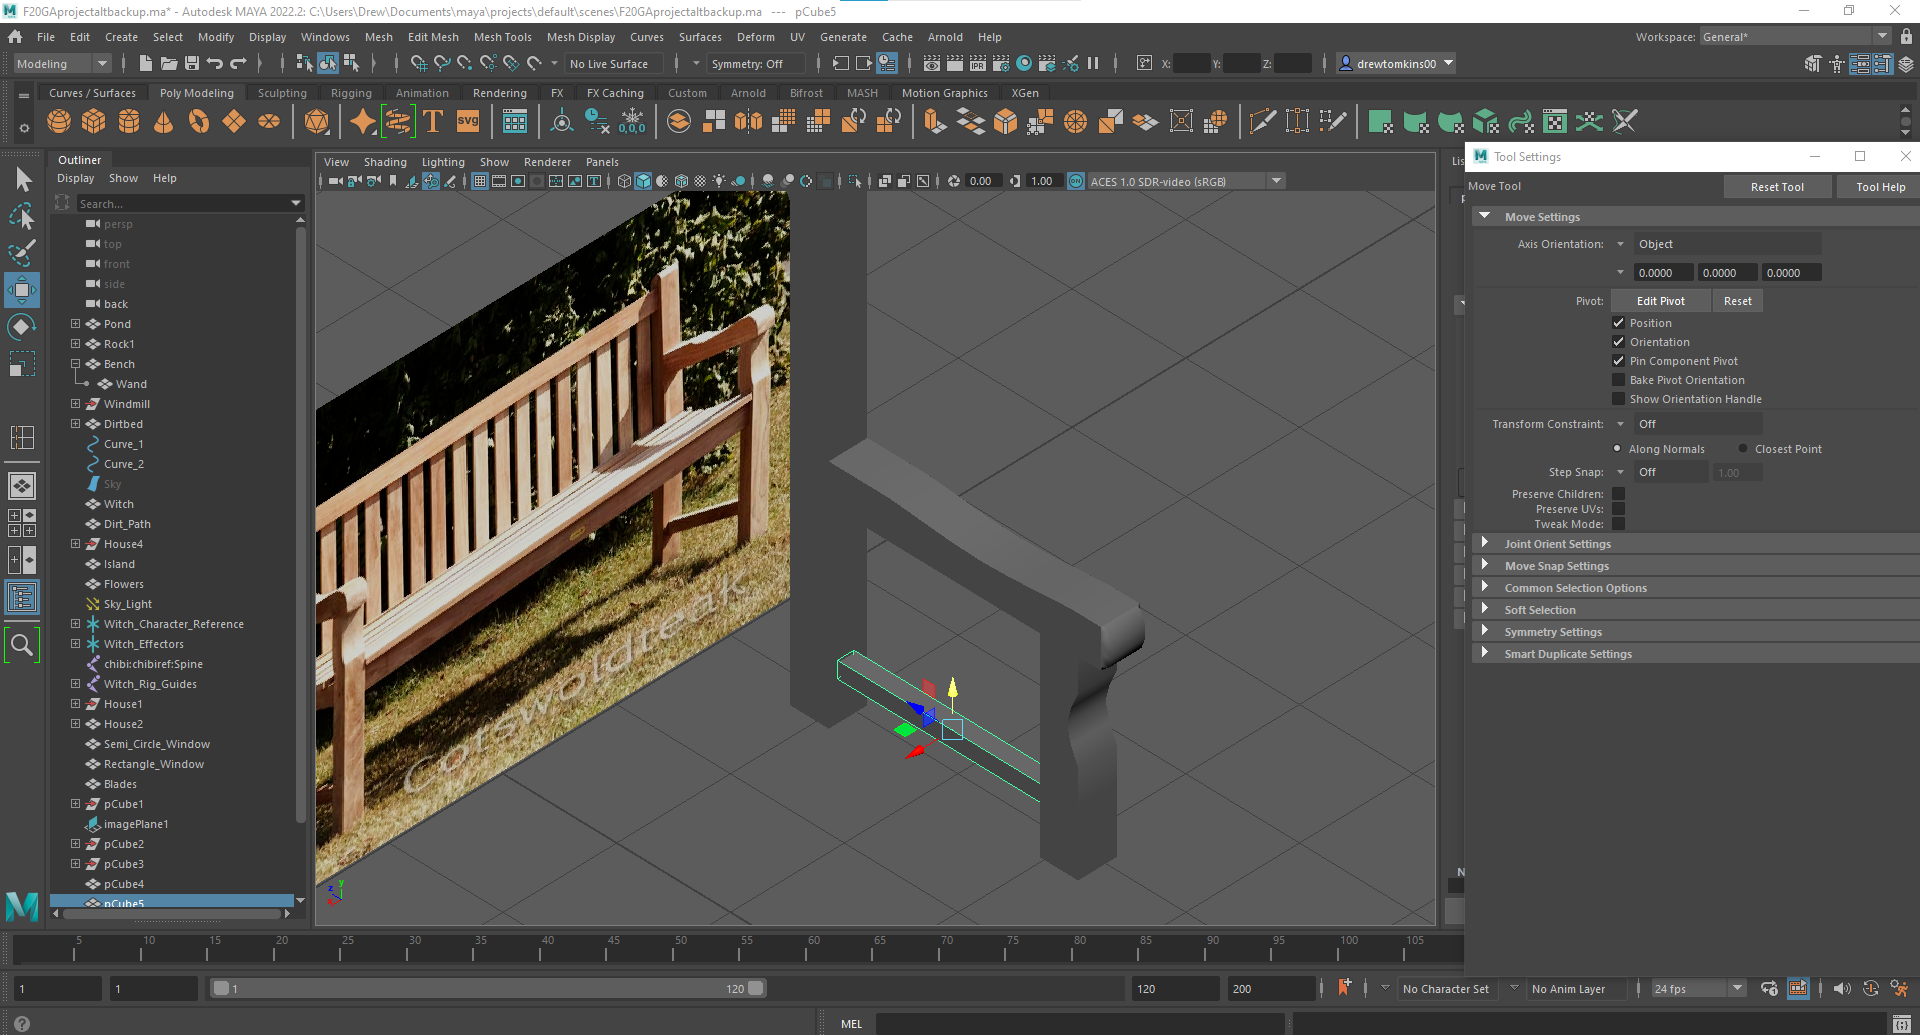 F20GAprojectaltbackup.ma* - Autodesk MAYA 2022.2: C:\Users\Drew\Documents\maya\projects\default\scenes\F20GAprojectaltbackup.ma --- pCube5
File Edit Create Select Modify Display Windows Mesh Edit Mesh Mesh Tools Mesh Display Curves Surfaces Deform UV Generate Cache Arnold Help
Workspace: General*
Modeling No Live Surface Symmetry: Off X: Y: Z: drewtomkins00
Curves / Surfaces Poly Modeling Sculpting Rigging Animation Rendering FX FX Caching Custom Arnold Bifrost MASH Motion Graphics XGen
T svg 0,0,0
Outliner
Display Show Help
Search...
persp
top
front
side
back
Pond
Rock1
Bench
Wand
Windmill
Dirtbed
Curve_1
Curve_2
Sky
Witch
Dirt_Path
House4
Island
Flowers
Sky_Light
Witch_Character_Reference
Witch_Effectors
chibi:chibiref:Spine
Witch_Rig_Guides
House1
House2
Semi_Circle_Window
Rectangle_Window
Blades
pCube1
imagePlane1
pCube2
pCube3
pCube4
pCube5
View Shading Lighting Show Renderer Panels
0.00 1.00 ACES 1.0 SDR-video (sRGB)
Cotswoldteak
Lis
Tool Settings
Move Tool Reset Tool Tool Help
Move Settings
Axis Orientation: Object
0.0000 0.0000 0.0000
Pivot: Edit Pivot Reset
Position
Orientation
Pin Component Pivot
Bake Pivot Orientation
Show Orientation Handle
Transform Constraint: Off
Along Normals Closest Point
Step Snap: Off 1.00
Preserve Children:
Preserve UVs:
Tweak Mode:
Joint Orient Settings
Move Snap Settings
Common Selection Options
Soft Selection
Symmetry Settings
Smart Duplicate Settings
5 10 15 20 25 30 35 40 45 50 55 60 65 70 75 80 85 90 95 100 105
1 1 1 120 120 200 No Character Set No Anim Layer 24 fps
MEL